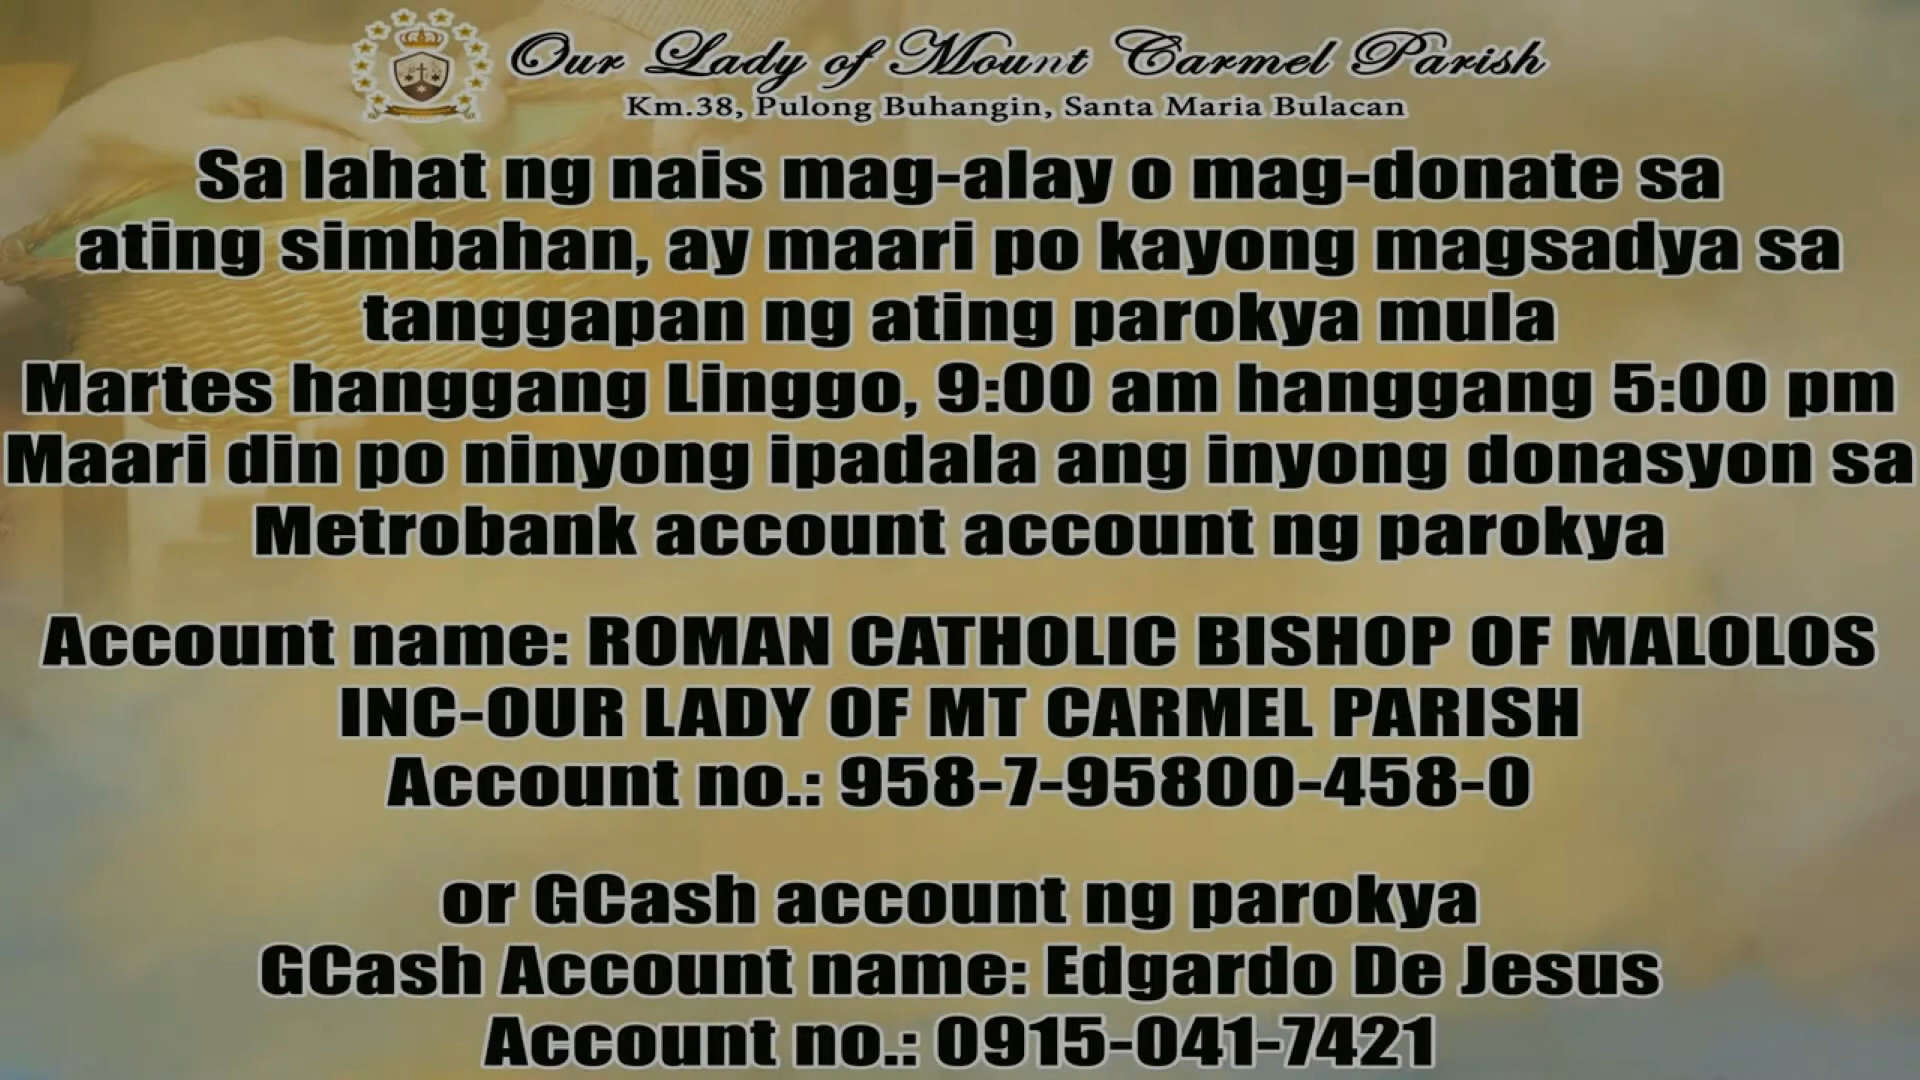 Our Lady of Mount Carmel Parish
Km.38, Pulong Buhangin, Santa Maria Bulacan
Sa lahat ng nais mag-alay o mag-donate sa
ating simbahan, ay maari po kayong magsadya sa
tanggapan ng ating parokya mula
Martes hanggang Linggo, 9:00 am hanggang 5:00 pm
Maari din po ninyong ipadala ang inyong donasyon sa
Metrobank account account ng parokya
Account name: ROMAN CATHOLIC BISHOP OF MALOLOS
INC-OUR LADY OF MT CARMEL PARISH
Account no.: 958-7-95800-458-0
or GCash account ng parokya
GCash Account name: Edgardo De Jesus
Account no.: 0915-041-7421